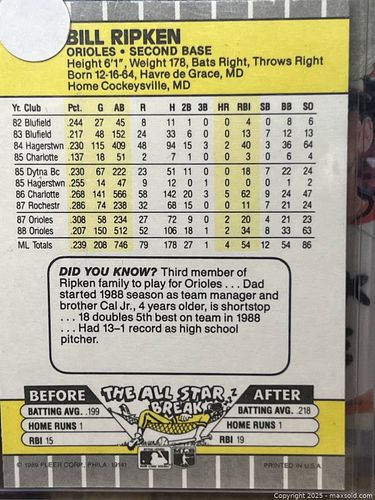 BILL RIPKEN
ORIOLES • SECOND BASE
Height 6'1", Weight 178, Bats Right, Throws Right
Born 12-16-64, Havre de Grace, MD
Home Cockeysville, MD
Yr. Club Pct. G AB R H 2B 3B HR RBI SB BB SO
82 Bluefield .244 27 45 8 11 1 0 0 4 0 8 6
83 Bluefield .217 48 152 24 33 6 0 0 13 7 12 13
84 Hagerstwn .230 115 409 48 94 15 2 2 40 3 36 64
85 Charlotte .137 18 51 2 7 1 0 0 3 0 6 4
85 Dytna Bc .230 67 222 23 51 11 0 0 18 7 22 24
85 Hagerstown .255 14 47 9 12 0 1 0 0 0 1 2
86 Charlotte .268 141 566 58 142 20 3 5 62 9 24 47
87 Rochestr .286 74 238 32 68 15 0 0 11 7 21 24
87 Orioles .308 58 234 27 72 9 0 2 20 4 21 23
88 Orioles .207 150 512 52 106 18 1 2 34 8 33 63
ML Totals .239 208 746 79 178 27 1 4 54 12 54 86
DID YOU KNOW? Third member of
Ripken family to play for Orioles . . . Dad
started 1988 season as team manager and
brother Cal Jr., 4 years older, is shortstop
. . . 18 doubles 5th best on team in 1988
. . . Had 13–1 record as high school
pitcher.
BEFORE THE ALL STAR BREAK AFTER
BATTING AVG. .199
HOME RUNS 1
RBI 15
BATTING AVG. .218
HOME RUNS 1
RBI 19
© 1989 FLEER CORP., PHILA. 19141
PRINTED IN U.S.A.
Copyright 2025 - maxsold.com